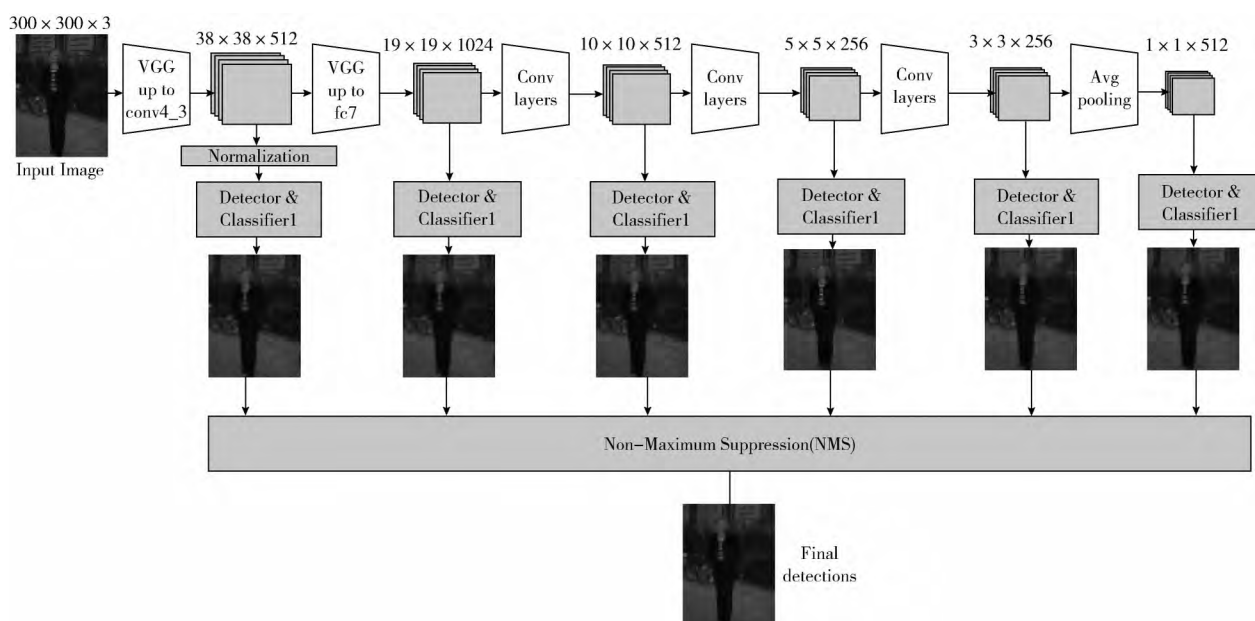 300 × 300 × 3
38 × 38 × 512
19 × 19 × 1024
10 × 10 × 512
5 × 5 × 256
3 × 3 × 256
1 × 1 × 512
VGG
up to
conv4_3
VGG
up to
fc7
Conv
layers
Conv
layers
Conv
layers
Avg
pooling
Input Image
Normalization
Detector &
Classifier1
Detector &
Classifier1
Detector &
Classifier1
Detector &
Classifier1
Detector &
Classifier1
Detector &
Classifier1
Non-Maximum Suppression(NMS)
Final
detections